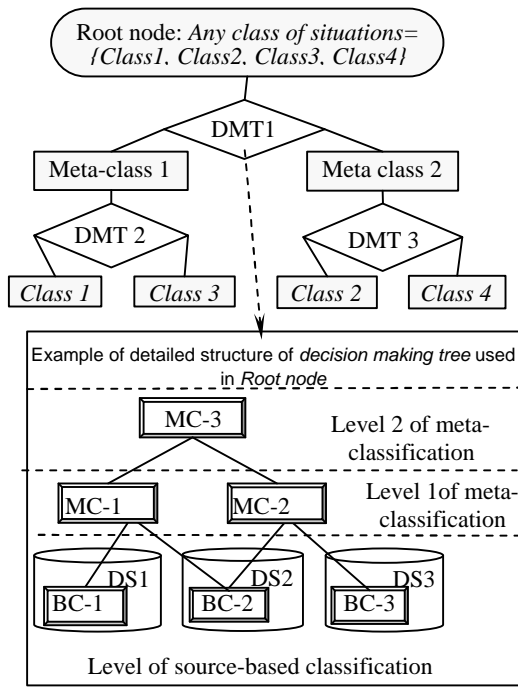 Root node: Any class of situations=
{Class1, Class2, Class3, Class4}
DMT1
Meta-class 1
Meta class 2
DMT 2
DMT 3
Class 1
Class 3
Class 2
Class 4
Example of detailed structure of decision making tree used
in Root node
MC-3
Level 2 of meta-
classification
MC-1
MC-2
Level 1of meta-
classification
DS1
DS2
DS3
BC-1
BC-2
BC-3
Level of source-based classification